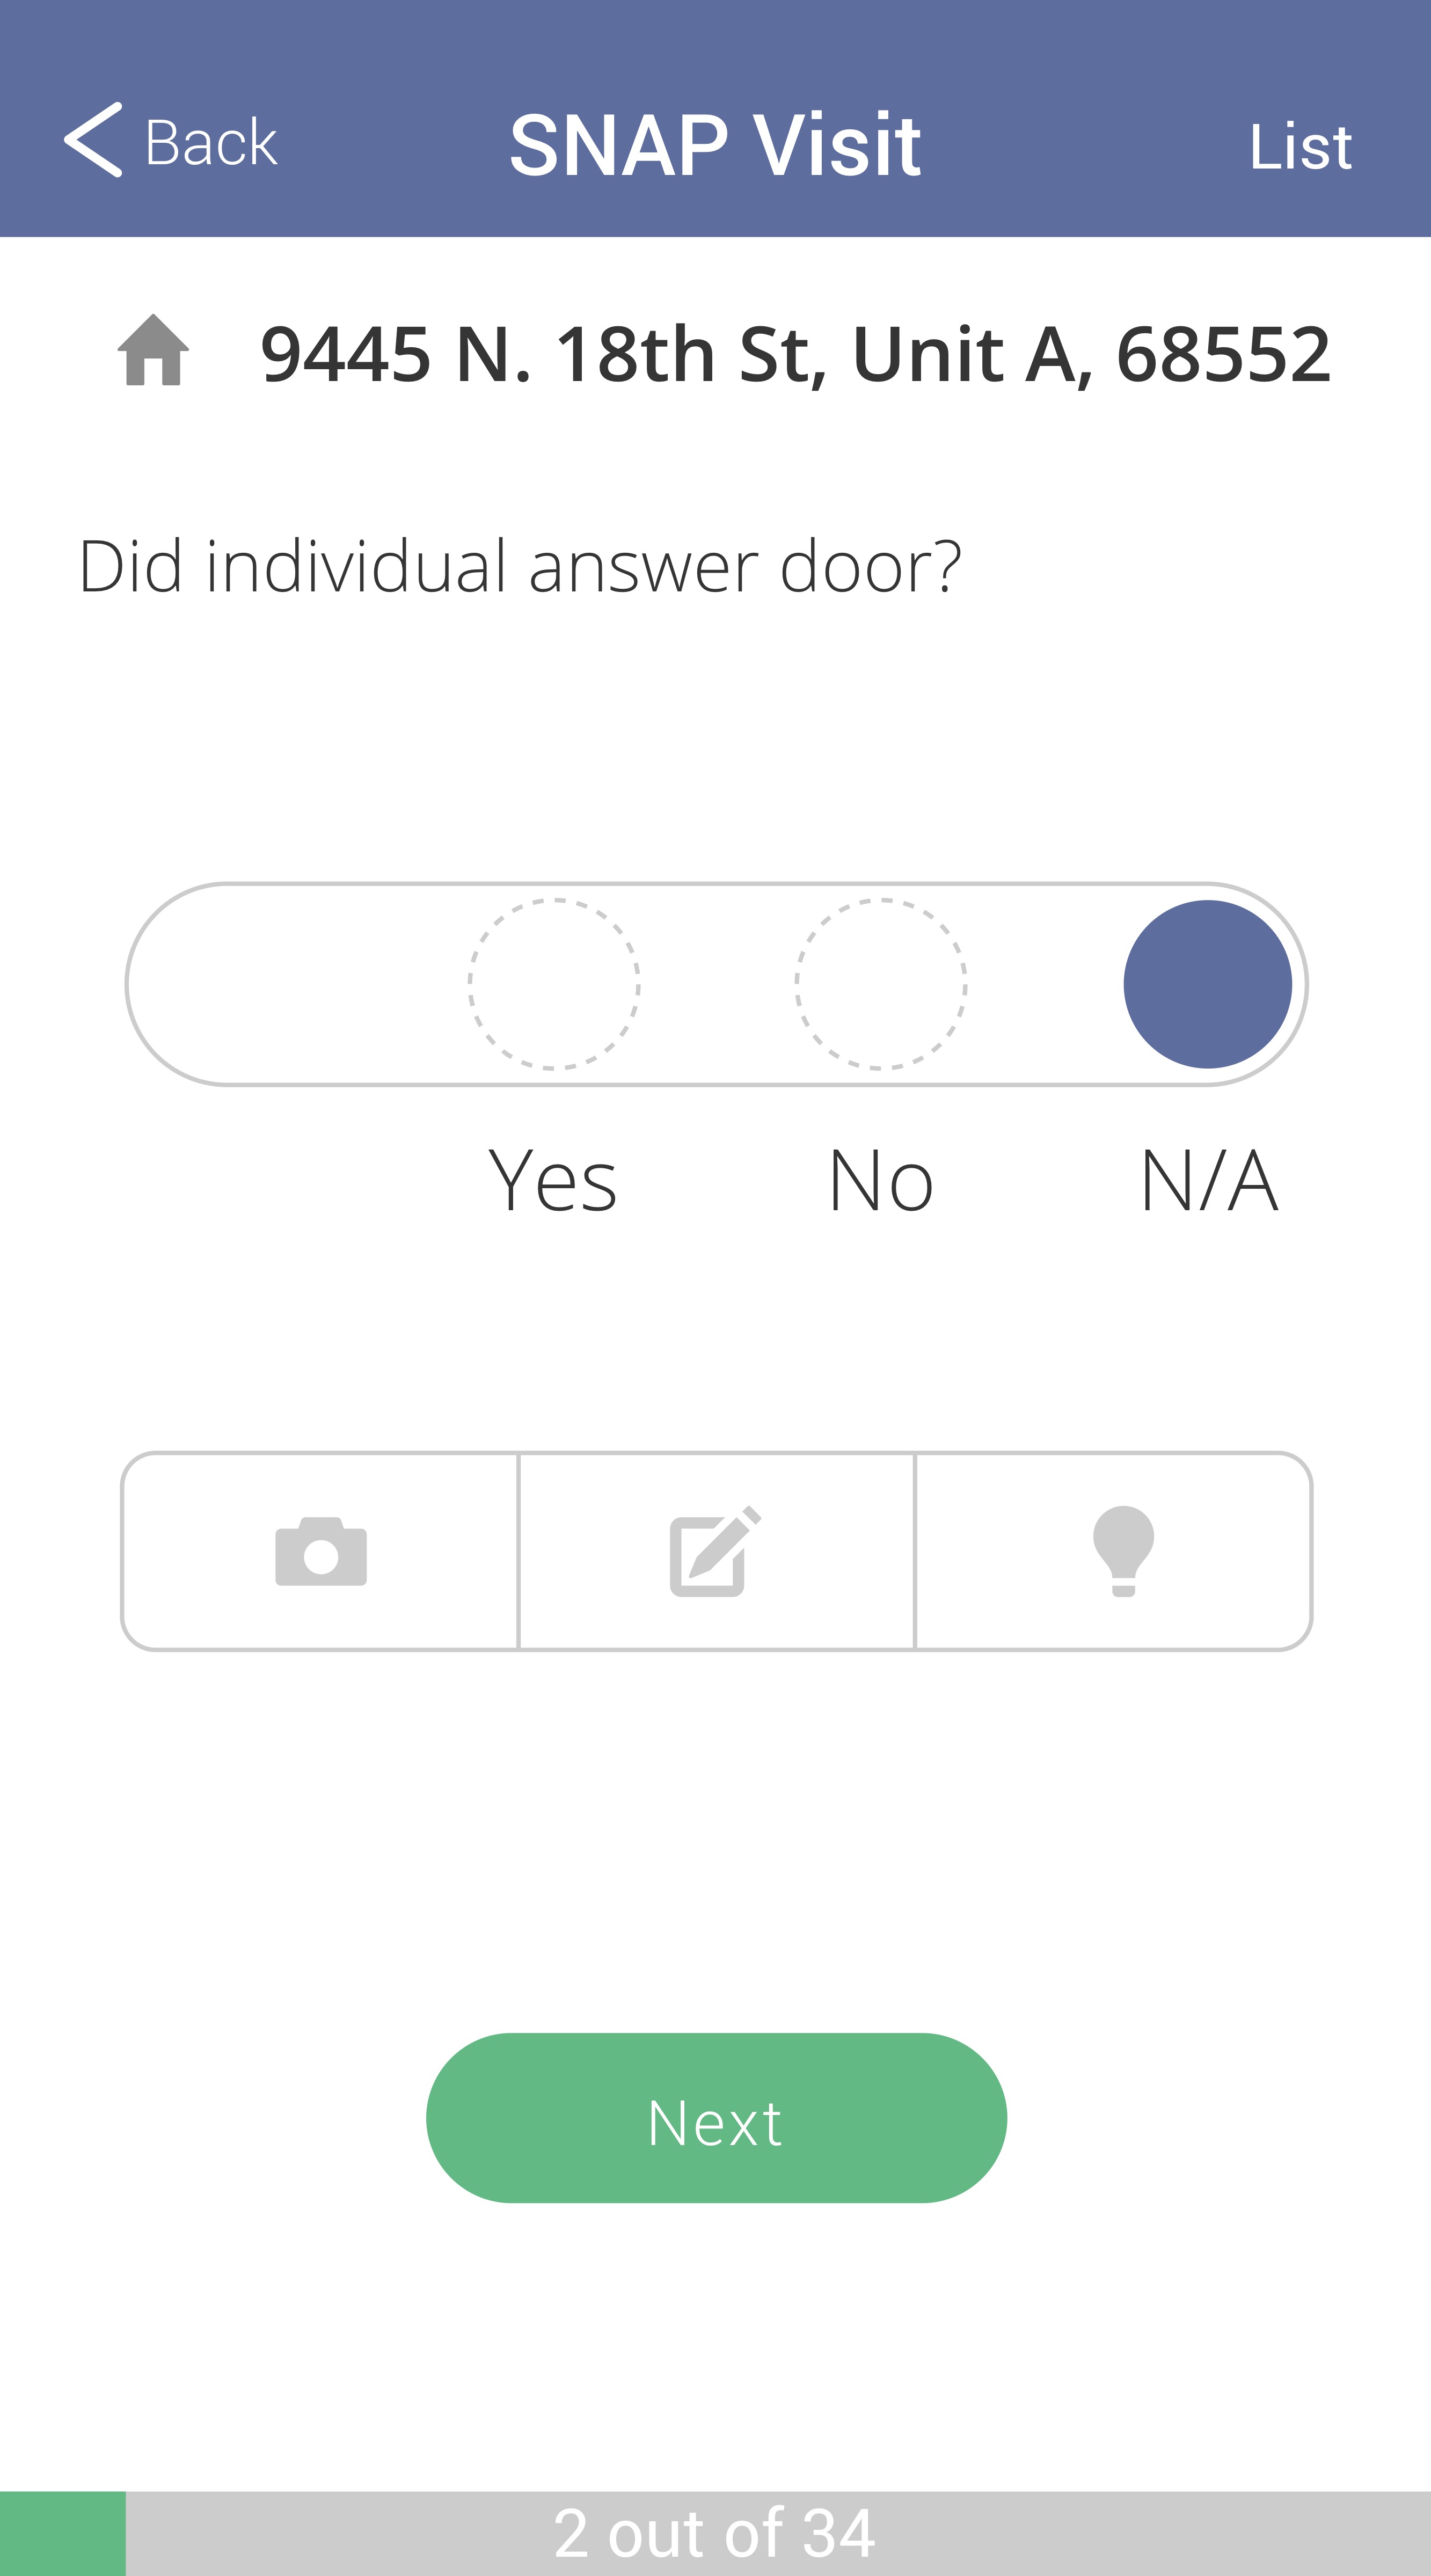 Back SNAP Visit List
9445 N. 18th St, Unit A, 68552
Did individual answer door?
Yes No N/A
Next
2 out of 34